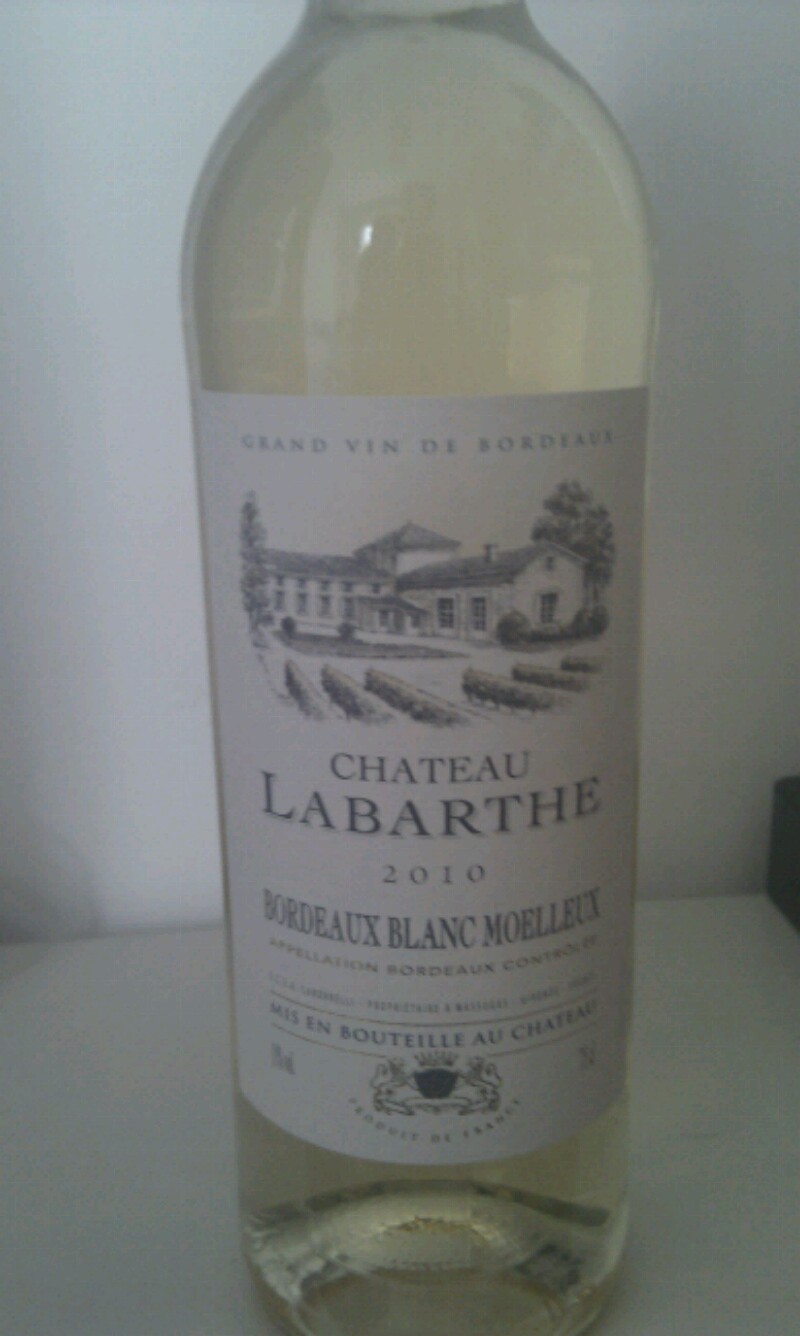 GRAND VIN DE BORDEAUX
CHATEAU
LABARTHE
2010
BORDEAUX BLANC MOELLEUX
APPELLATION BORDEAUX CONTRÔLÉE
PROPRIÉTAIRE A
MIS EN BOUTEILLE AU CHATEAU
PRODUIT DE FRANCE